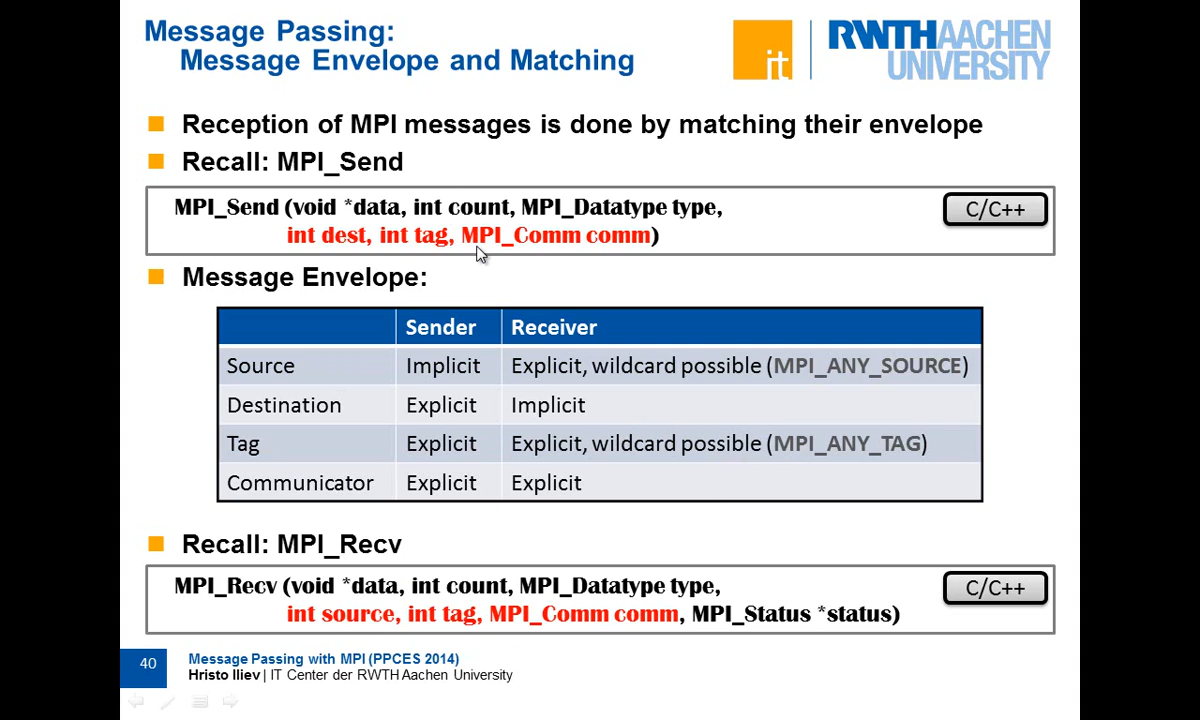 Message Passing:
Message Envelope and Matching
it
RWTHAACHEN
UNIVERSITY
Reception of MPI messages is done by matching their envelope
Recall: MPI_Send
MPI_Send (void *data, int count, MPI_Datatype type,
int dest, int tag, MPI_Comm comm)
C/C++
Message Envelope:
Sender Receiver
Source Implicit Explicit, wildcard possible (MPI_ANY_SOURCE)
Destination Explicit Implicit
Tag Explicit Explicit, wildcard possible (MPI_ANY_TAG)
Communicator Explicit Explicit
Recall: MPI_Recv
MPI_Recv (void *data, int count, MPI_Datatype type,
int source, int tag, MPI_Comm comm, MPI_Status *status)
C/C++
40
Message Passing with MPI (PPCES 2014)
Hristo Iliev | IT Center der RWTH Aachen University